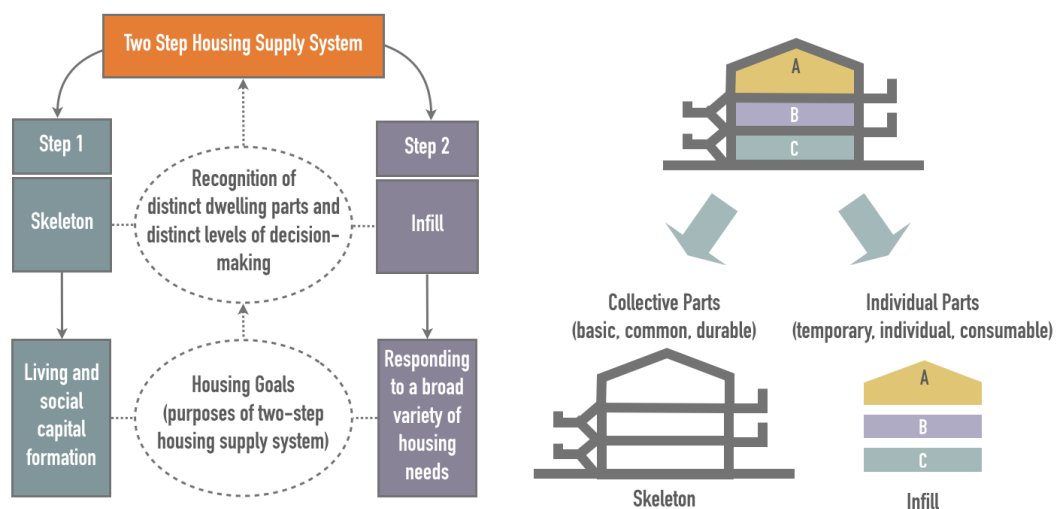 Two Step Housing Supply System
Step 1
Step 2
Skeleton
Recognition of
distinct dwelling parts and
distinct levels of decision-
making
Infill
Living and
social
capital
formation
Housing Goals
(purposes of two-step
housing supply system)
Responding
to a broad
variety of
housing
needs
A
B
C
Collective Parts
(basic, common, durable)
Individual Parts
(temporary, individual, consumable)
A
B
C
Skeleton
Infill